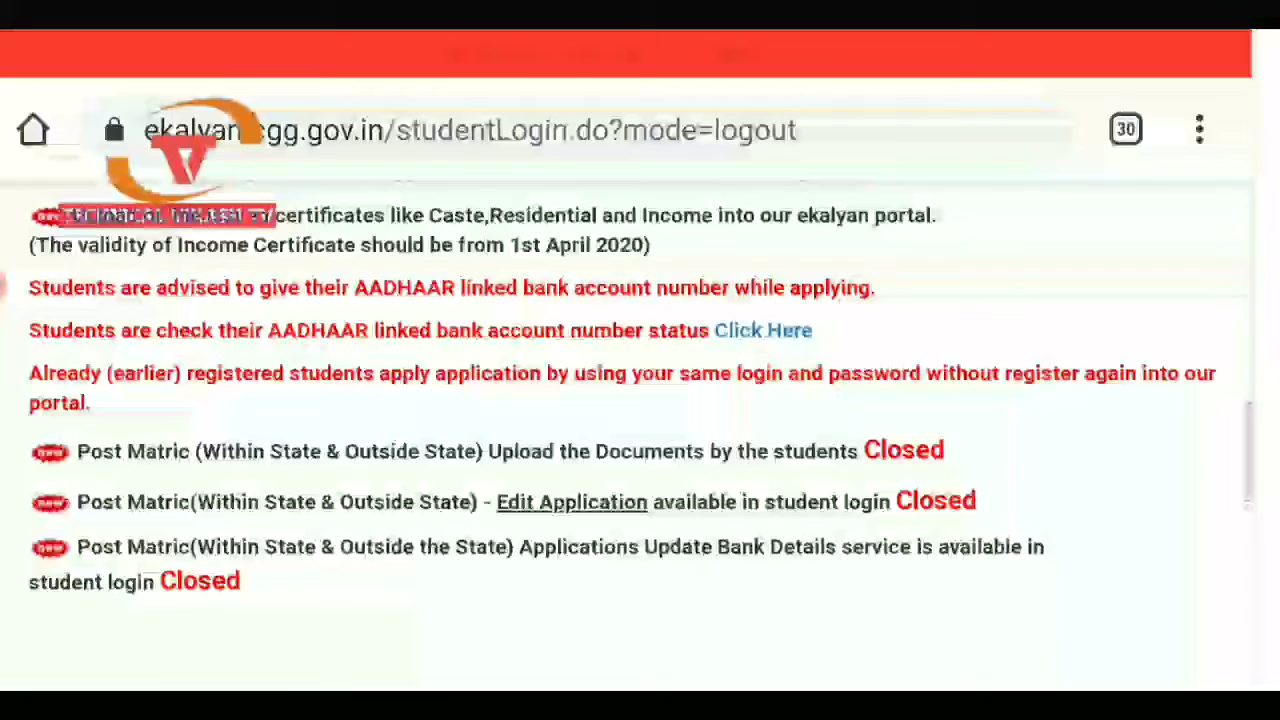 ekalyan.cgg.gov.in/studentLogin.do?mode=logout
30
certificates like Caste,Residential and Income into our ekalyan portal.
(The validity of Income Certificate should be from 1st April 2020)
Students are advised to give their AADHAAR linked bank account number while applying.
Students are check their AADHAAR linked bank account number status Click Here
Already (earlier) registered students apply application by using your same login and password without register again into our
portal.
new Post Matric (Within State & Outside State) Upload the Documents by the students Closed
new Post Matric(Within State & Outside State) - Edit Application available in student login Closed
new Post Matric(Within State & Outside the State) Applications Update Bank Details service is available in
student login Closed